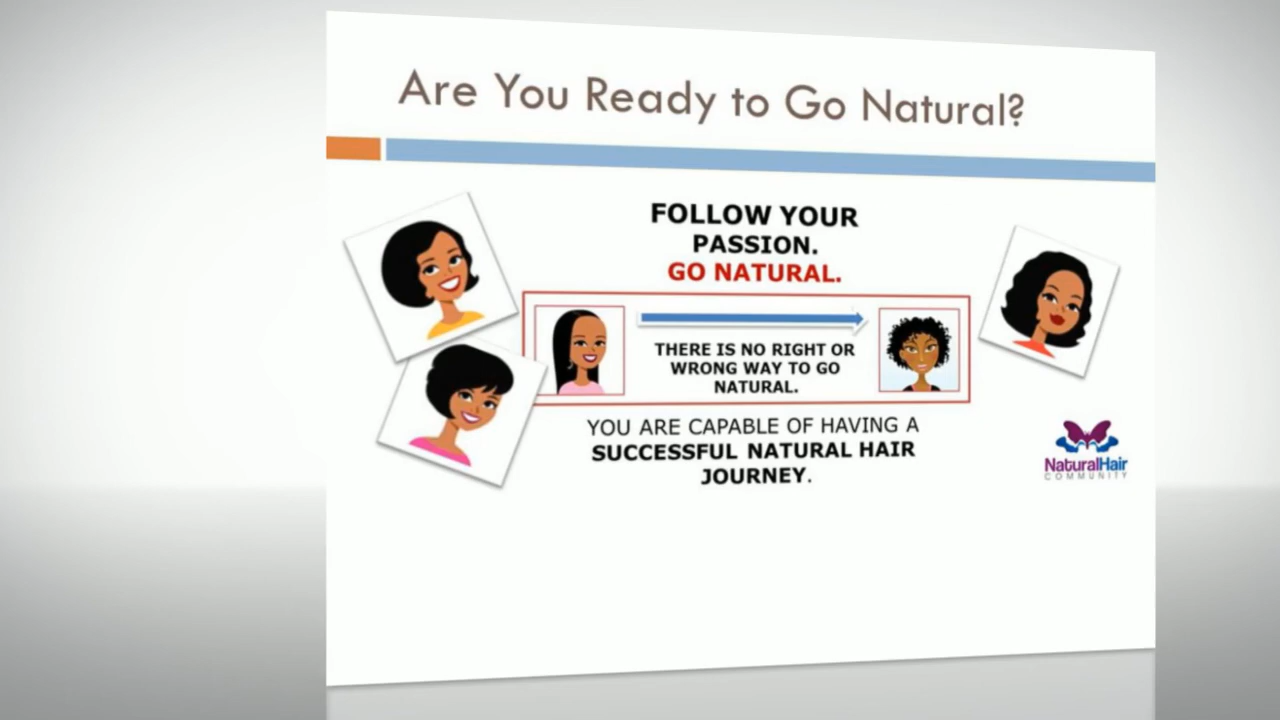 Are You Ready to Go Natural?
FOLLOW YOUR
PASSION.
GO NATURAL.
THERE IS NO RIGHT OR
WRONG WAY TO GO
NATURAL.
YOU ARE CAPABLE OF HAVING A
SUCCESSFUL NATURAL HAIR
JOURNEY.
NaturalHair
COMMUNITY